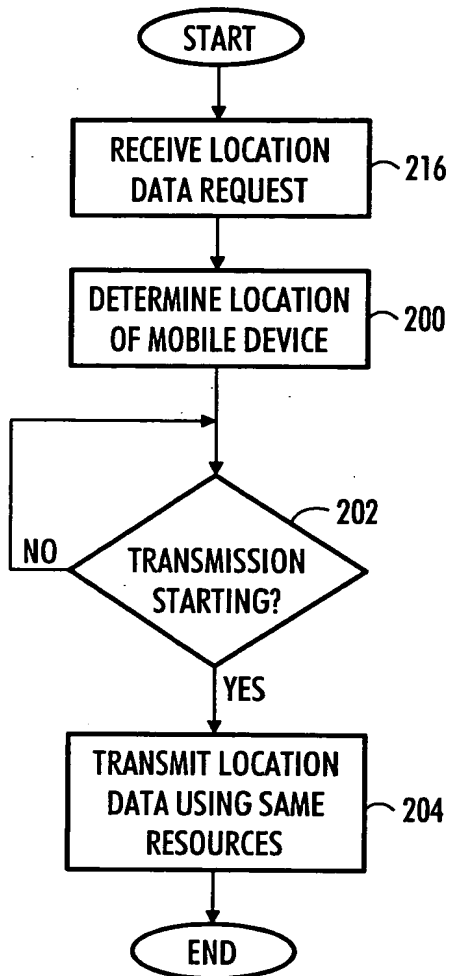 START
RECEIVE LOCATION
DATA REQUEST
216
DETERMINE LOCATION
OF MOBILE DEVICE
200
202
NO
TRANSMISSION
STARTING?
YES
TRANSMIT LOCATION
DATA USING SAME
RESOURCES
204
END